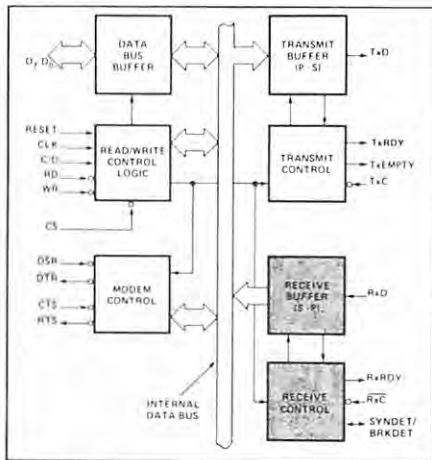 D7 D0
DATA
BUS
BUFFER
TRANSMIT
BUFFER
(P - S)
TxD
RESET
CLK
C/D
RD
WR
CS
READ/WRITE
CONTROL
LOGIC
TRANSMIT
CONTROL
TxRDY
TxEMPTY
TxC
DSR
DTR
CTS
RTS
MODEM
CONTROL
RECEIVE
BUFFER
(S - P)
RxD
INTERNAL
DATA BUS
RECEIVE
CONTROL
RxRDY
RxC
SYNDET/
BRKDET